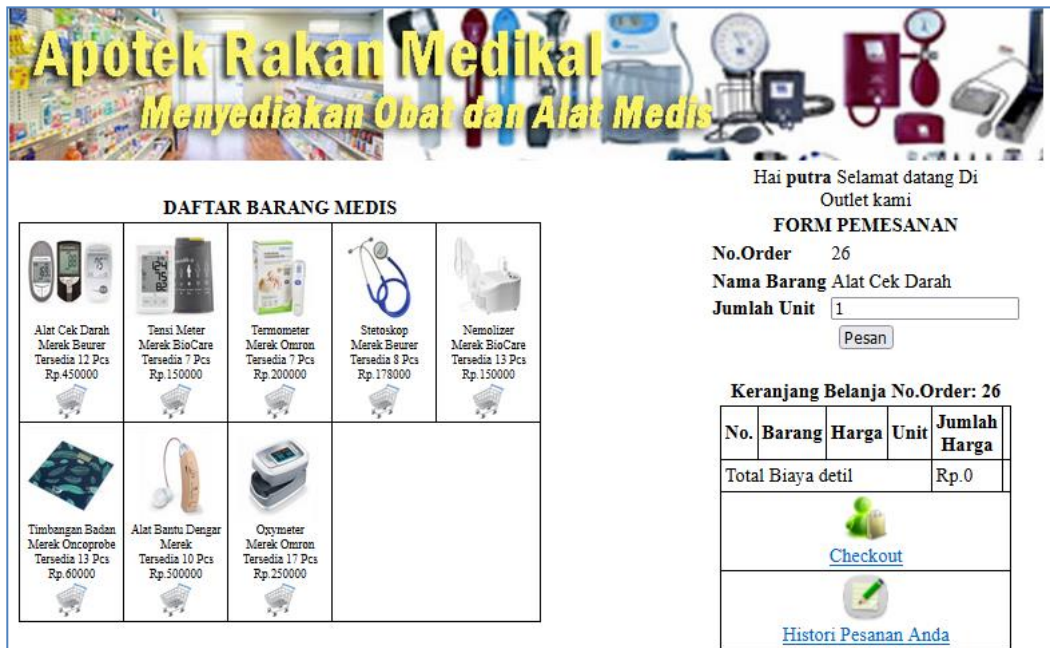 Apotek Rakan Medikal
Menyediakan Obat dan Alat Medis
DAFTAR BARANG MEDIS
Alat Cek Darah
Merek Beurer
Tersedia 12 Pcs
Rp.450000
Tensi Meter
Merek BioCare
Tersedia 7 Pcs
Rp.150000
Termometer
Merek Omron
Tersedia 7 Pcs
Rp.200000
Stetoskop
Merek Beurer
Tersedia 8 Pcs
Rp.178000
Nemolizer
Merek BioCare
Tersedia 13 Pcs
Rp.150000
Timbangan Badan
Merek Oncoprobe
Tersedia 13 Pcs
Rp.60000
Alat Bantu Dengar
Merek
Tersedia 10 Pcs
Rp.500000
Oxymeter
Merek Omron
Tersedia 17 Pcs
Rp.250000
Hai putra Selamat datang Di
Outlet kami
FORM PEMESANAN
No.Order 26
Nama Barang Alat Cek Darah
Jumlah Unit 1
Pesan
Keranjang Belanja No.Order: 26
No. Barang Harga Unit Jumlah
Harga
Total Biaya detil Rp.0
Checkout
Histori Pesanan Anda